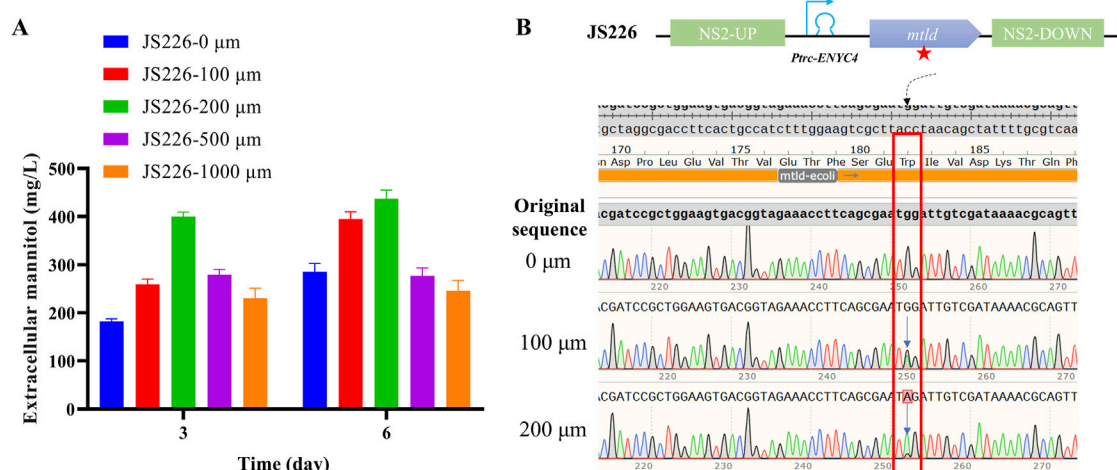 A
JS226-0 μm
JS226-100 μm
JS226-200 μm
JS226-500 μm
JS226-1000 μm
Extracellular mannitol (mg/L)
500
400
300
200
100
0
3
6
Time (day)
B
JS226
NS2-UP
mtld
NS2-DOWN
Ptrc-ENYC4
cgatccgctggaagtgacggtagaaaccttcagcgaatggattgtcgataaaacgcagtt
tgctaggcgaccttcactgccatctttggaagtcgcttacctaacagctattttgcgtcaa
170
175
180
185
sn Asp Pro Leu Glu Val Thr Val Glu Thr Phe Ser Glu Trp Ile Val Asp Lys Thr Gln Ph
mtld-ecoli
Original
sequence
acgatccgctggaagtgacggtagaaaccttcagcgaatggattgtcgataaaacgcagtt
0 μm
220
230
240
250
260
270
ACGATCCGCTGGAAGTGACGGTAGAAACCTTCAGCGAATGGATTGTCGATAAAACGCAGTT
100 μm
220
230
240
250
260
270
ACGATCCGCTGGAAGTGACGGTAGAAACCTTCAGCGAATAGATTGTCGATAAAACGCAGTT
200 μm
220
230
240
250
260
270